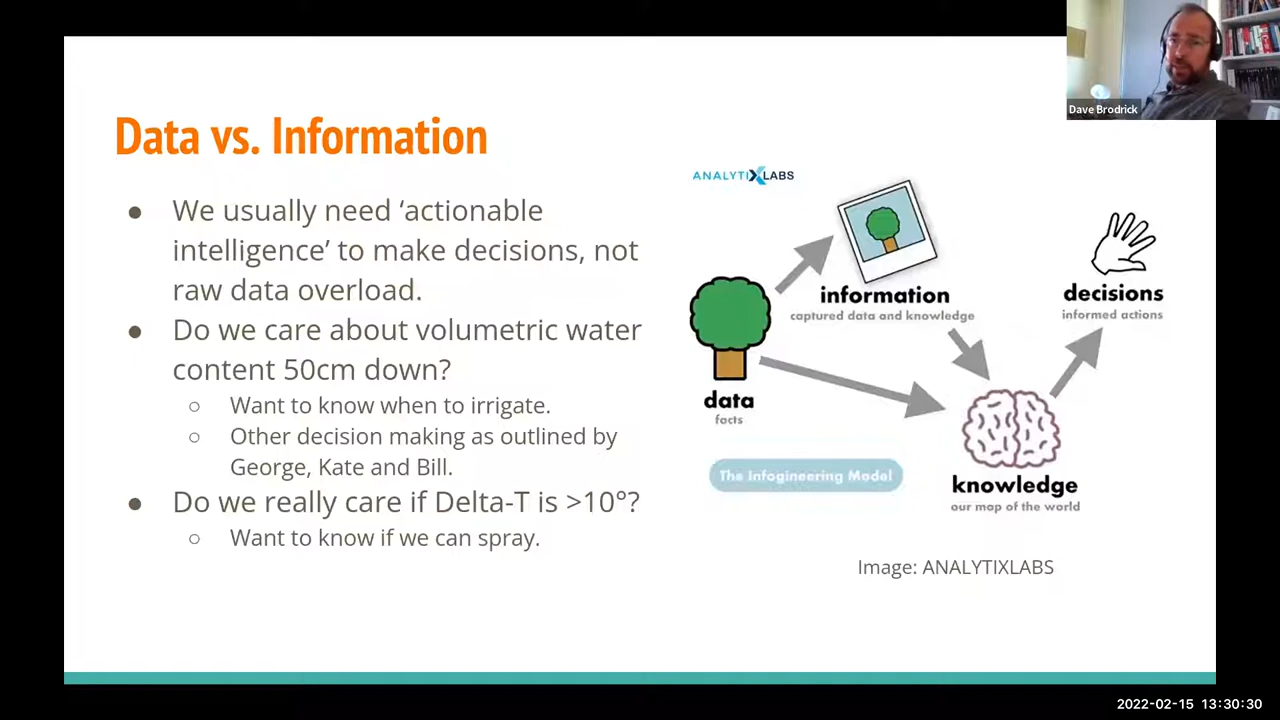 Dave Brodrick
Data vs. Information
● We usually need ‘actionable
intelligence’ to make decisions, not
raw data overload.
● Do we care about volumetric water
content 50cm down?
○ Want to know when to irrigate.
○ Other decision making as outlined by
George, Kate and Bill.
● Do we really care if Delta-T is >10°?
○ Want to know if we can spray.
ANALYTIXLABS
information
captured data and knowledge
decisions
informed actions
data
facts
The Infogineering Model
knowledge
our map of the world
Image: ANALYTIXLABS
2022-02-15 13:30:30